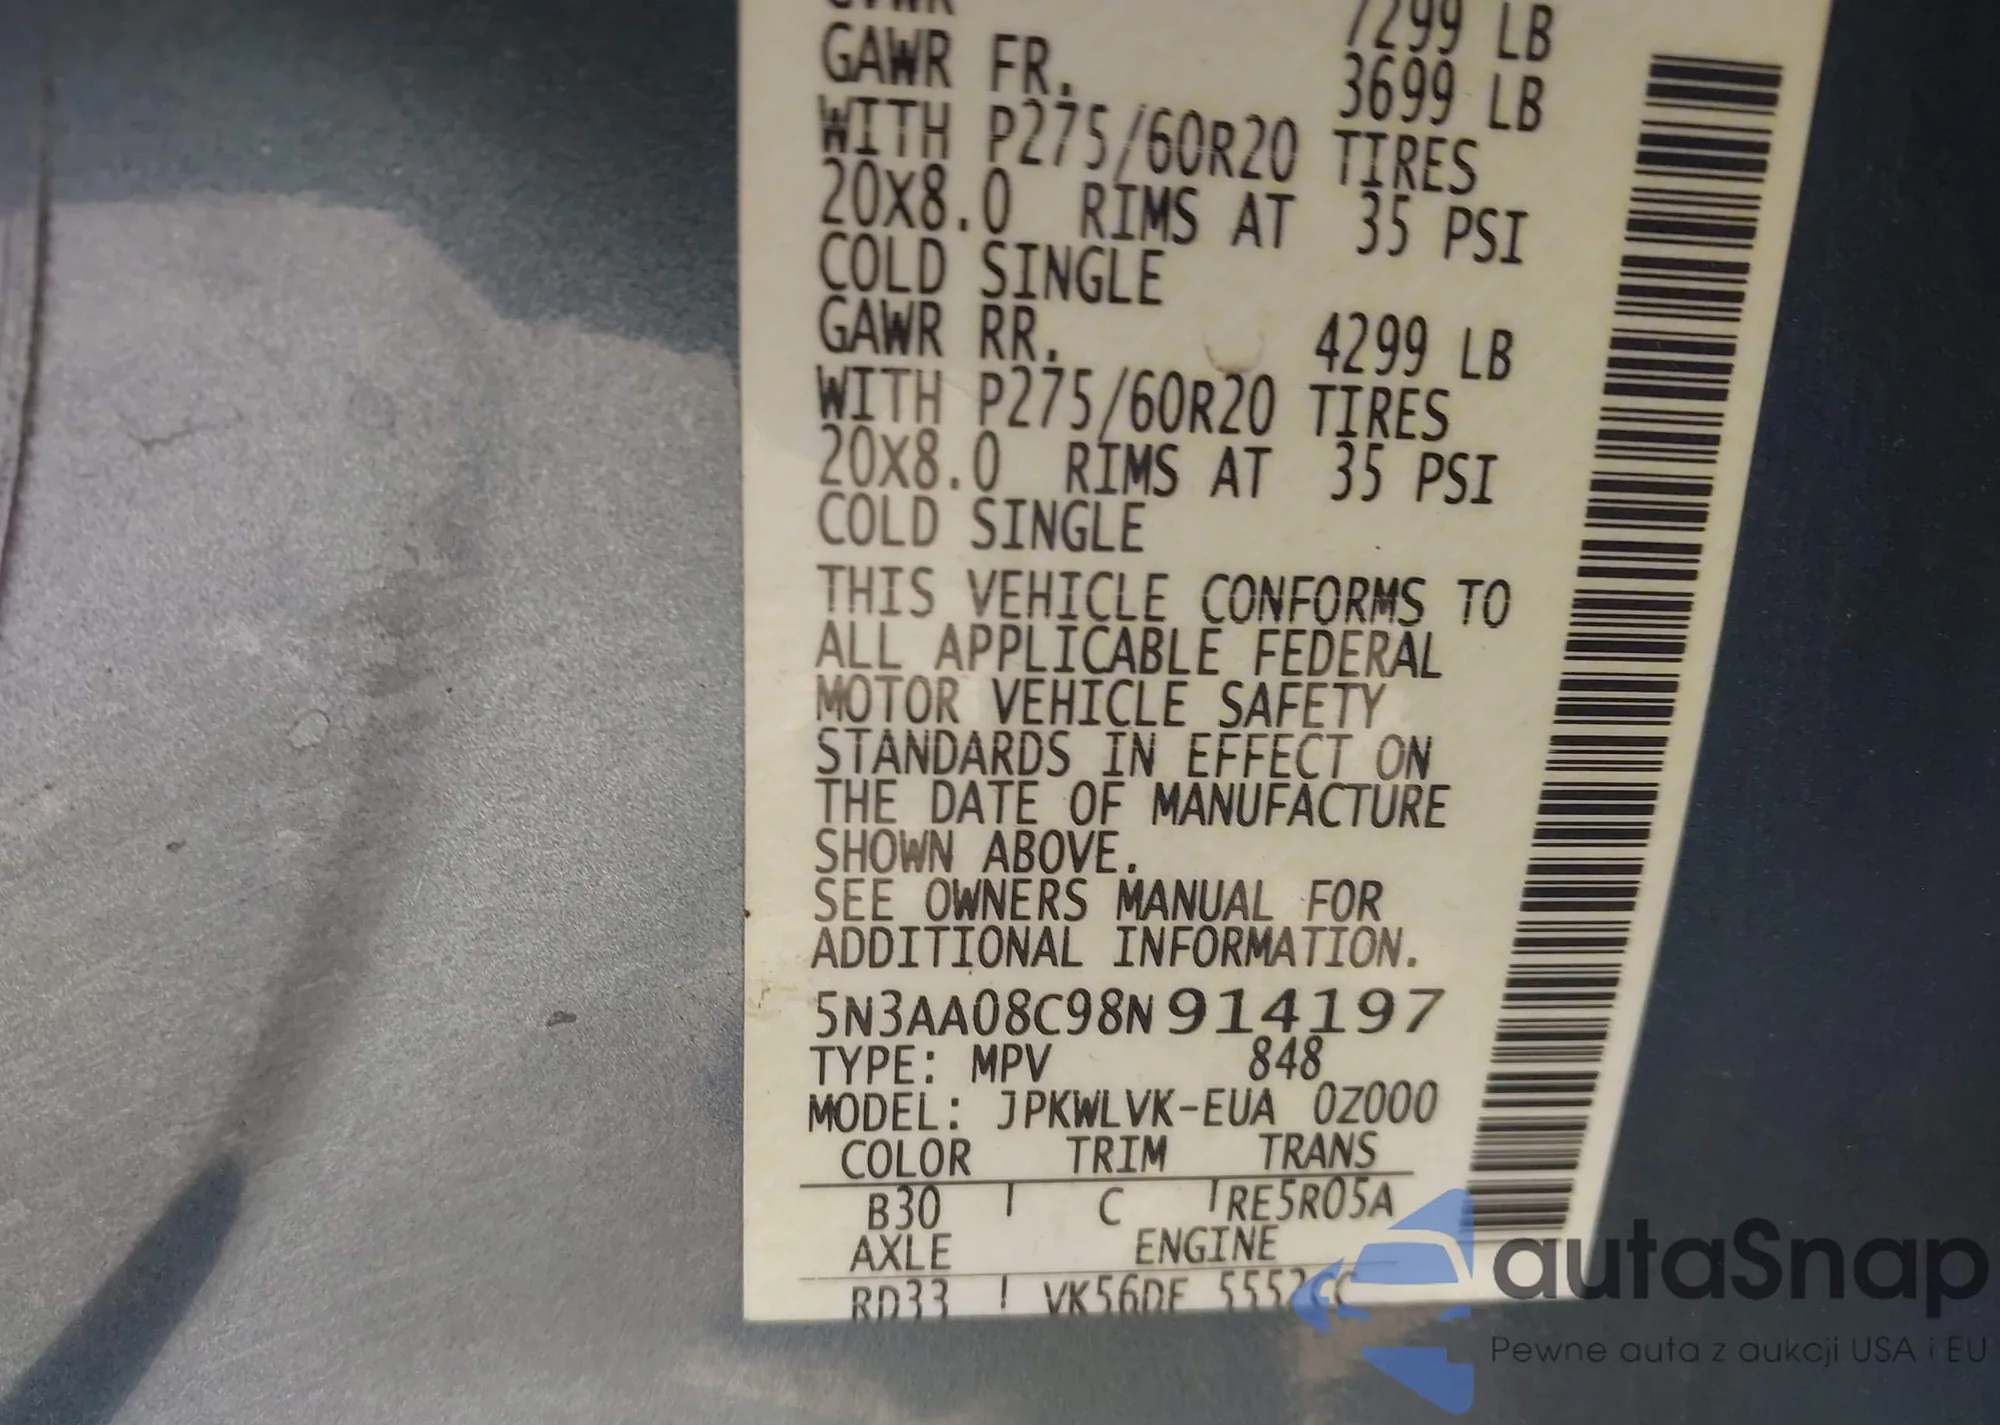 GVWR 7299 LB
GAWR FR. 3699 LB
WITH P275/60R20 TIRES
20X8.0 RIMS AT 35 PSI
COLD SINGLE
GAWR RR. 4299 LB
WITH P275/60R20 TIRES
20X8.0 RIMS AT 35 PSI
COLD SINGLE
THIS VEHICLE CONFORMS TO
ALL APPLICABLE FEDERAL
MOTOR VEHICLE SAFETY
STANDARDS IN EFFECT ON
THE DATE OF MANUFACTURE
SHOWN ABOVE.
SEE OWNERS MANUAL FOR
ADDITIONAL INFORMATION.
5N3AA08C98N914197
TYPE: MPV 848
MODEL: JPKWLVK-EUA 0Z000
COLOR TRIM TRANS
B30 C RE5R05A
AXLE ENGINE
RD33 VK56DE 5552CC
autaSnap
Pewne auta z aukcji USA i EU